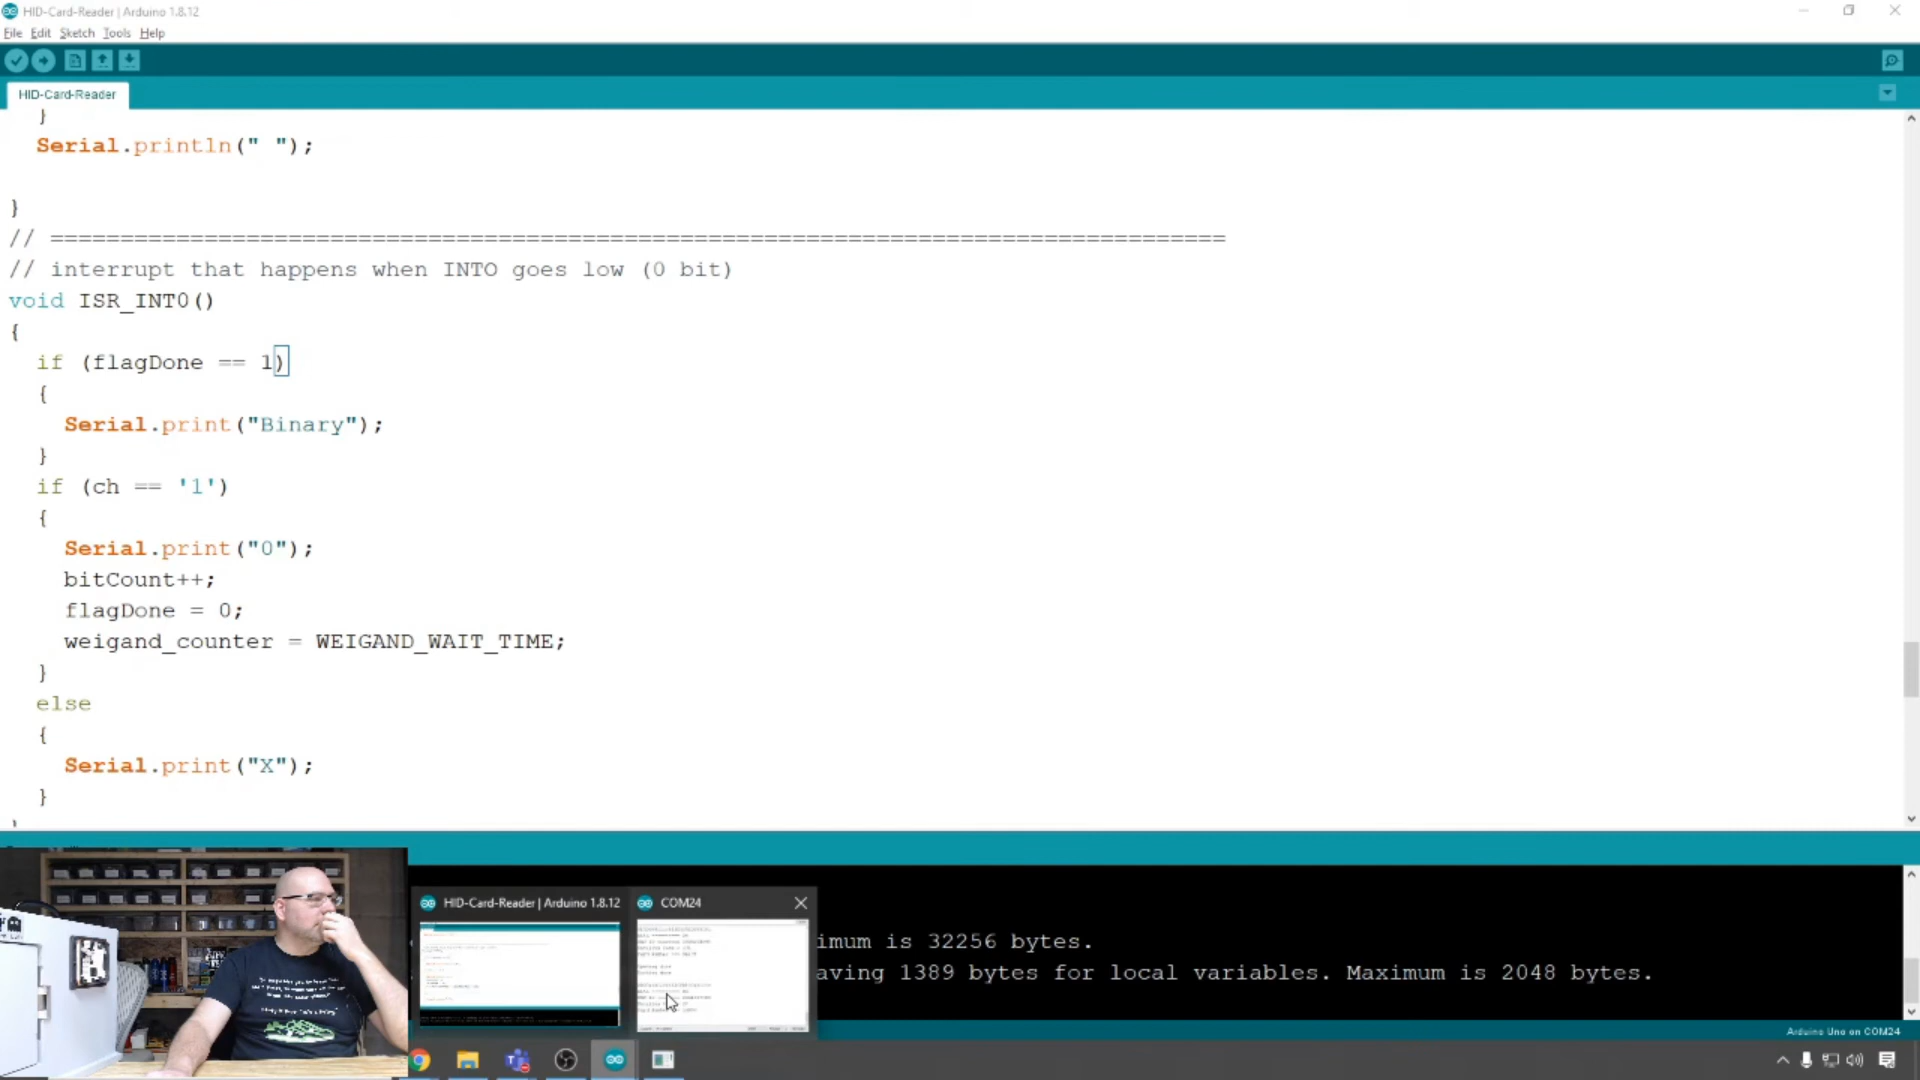 HID-Card-Reader | Arduino 1.8.12
File Edit Sketch Tools Help
HID-Card-Reader
}
Serial.println(" ");
}
// =====================================================================================
// interrupt that happens when INTO goes low (0 bit)
void ISR_INT0()
{
if (flagDone == 1)
{
Serial.print("Binary");
}
if (ch == '1')
{
Serial.print("0");
bitCount++;
flagDone = 0;
weigand_counter = WEIGAND_WAIT_TIME;
}
else
{
Serial.print("X");
}
HID-Card-Reader | Arduino 1.8.12
COM24
imum is 32256 bytes.
aving 1389 bytes for local variables. Maximum is 2048 bytes.
Arduino Uno on COM24